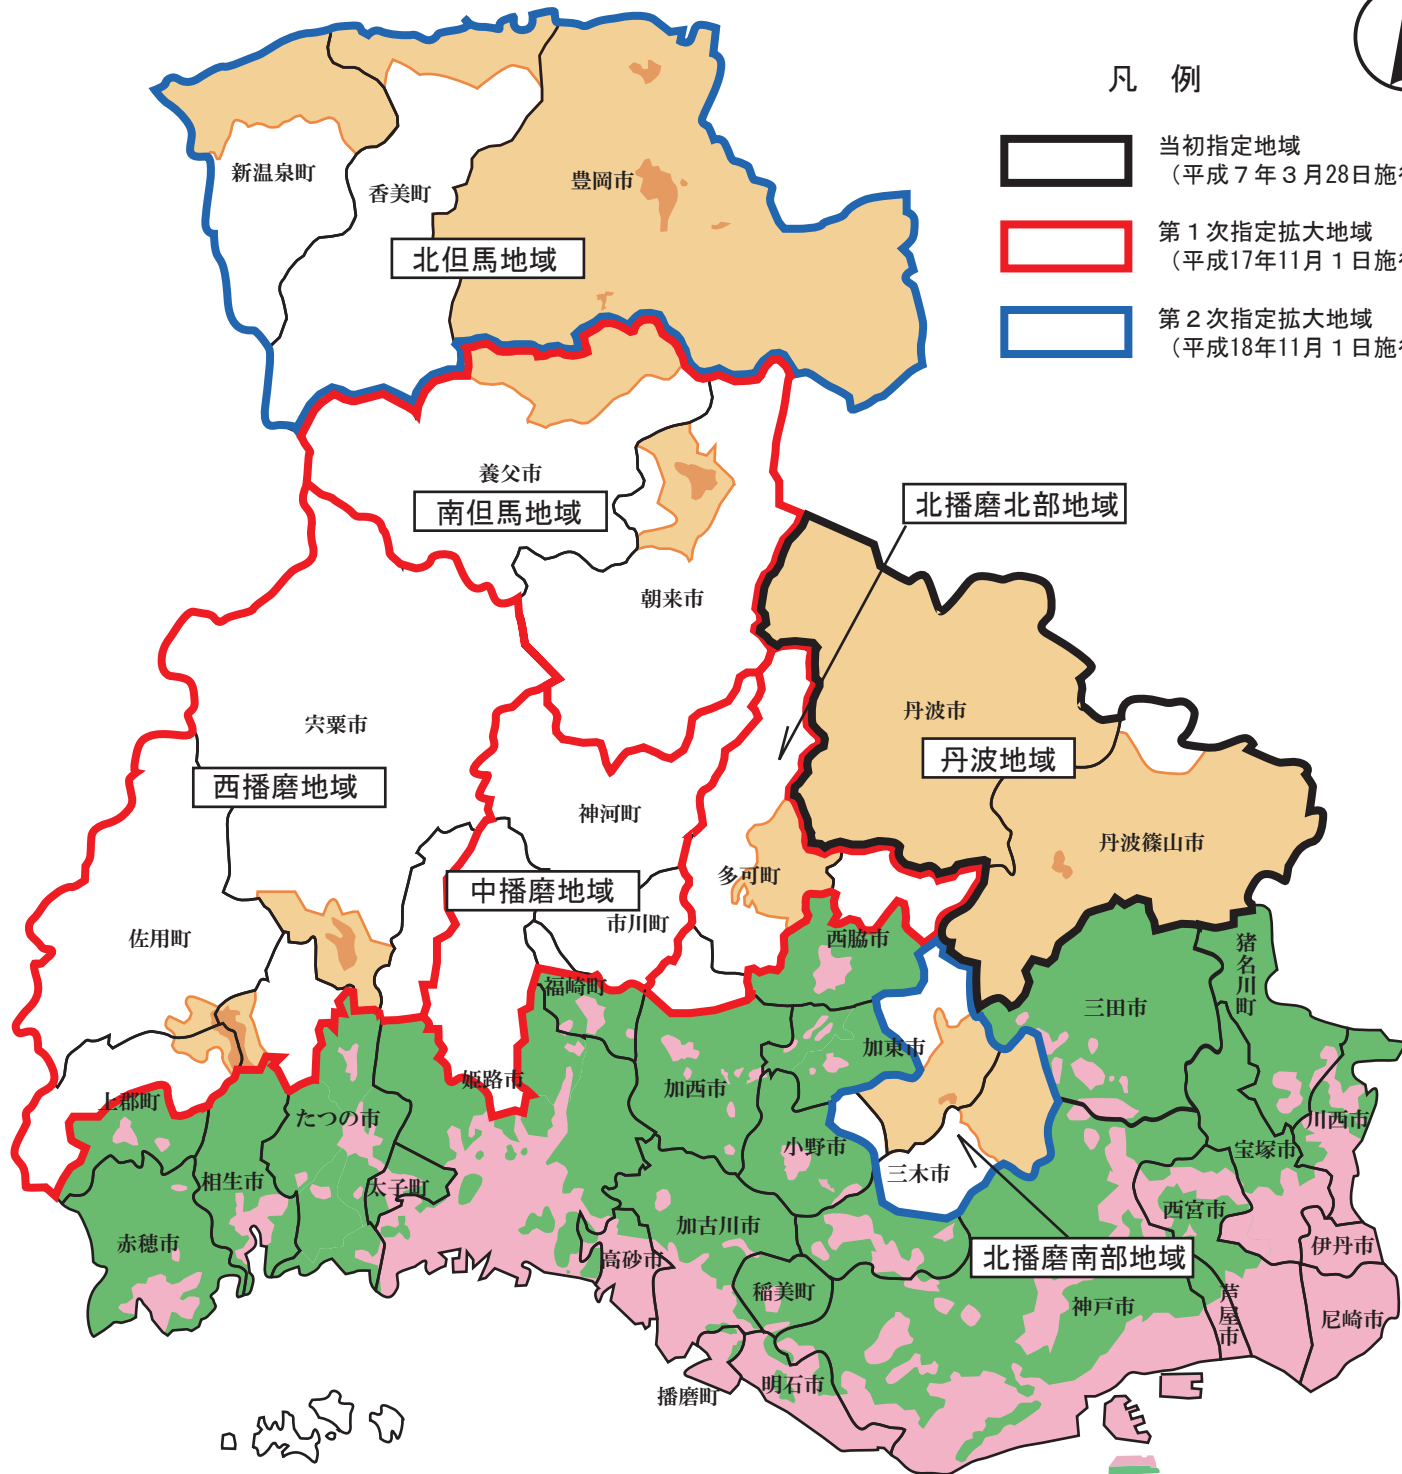 凡　例
当初指定地域
（平成７年３月28日施行
第１次指定拡大地域
（平成17年11月１日施行
第２次指定拡大地域
（平成18年11月１日施行
新温泉町
香美町
豊岡市
北但馬地域
養父市
南但馬地域
北播磨北部地域
朝来市
宍粟市
丹波市
丹波地域
西播磨地域
神河町
丹波篠山市
多可町
中播磨地域
市川町
佐用町
西脇市
猪名川町
福崎町
三田市
加東市
姫路市
加西市
上郡町
たつの市
川西市
小野市
宝塚市
三木市
相生市
太子町
西宮市
加古川市
赤穂市
伊丹市
高砂市
北播磨南部地域
稲美町
神戸市
芦屋市
尼崎市
明石市
播磨町